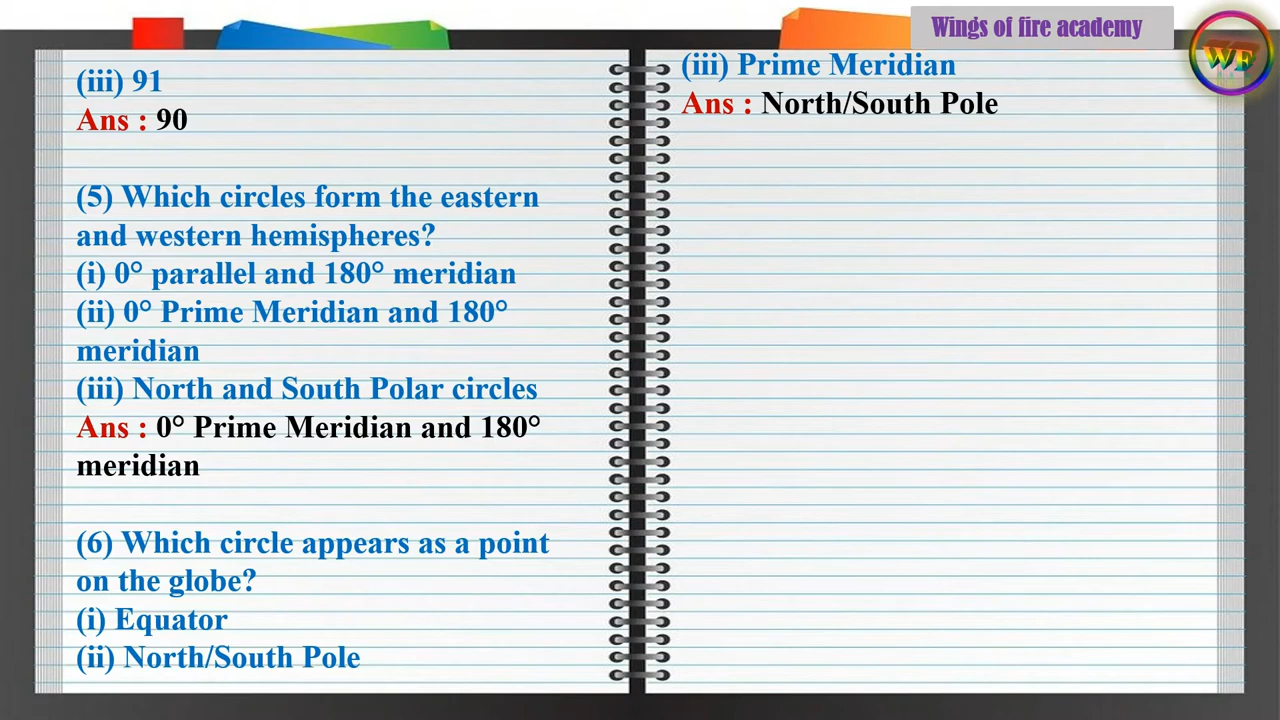 Wings of fire academy
WF
(iii) 91
Ans : 90
(5) Which circles form the eastern
and western hemispheres?
(i) 0° parallel and 180° meridian
(ii) 0° Prime Meridian and 180°
meridian
(iii) North and South Polar circles
Ans : 0° Prime Meridian and 180°
meridian
(6) Which circle appears as a point
on the globe?
(i) Equator
(ii) North/South Pole
(iii) Prime Meridian
Ans : North/South Pole